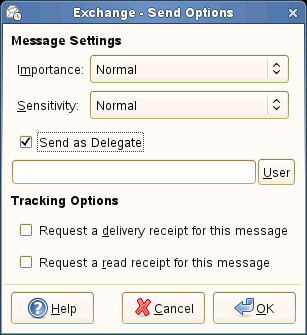 Exchange - Send Options
Message Settings
Importance: Normal
Sensitivity: Normal
Send as Delegate
User
Tracking Options
Request a delivery receipt for this message
Request a read receipt for this message
Help Cancel OK